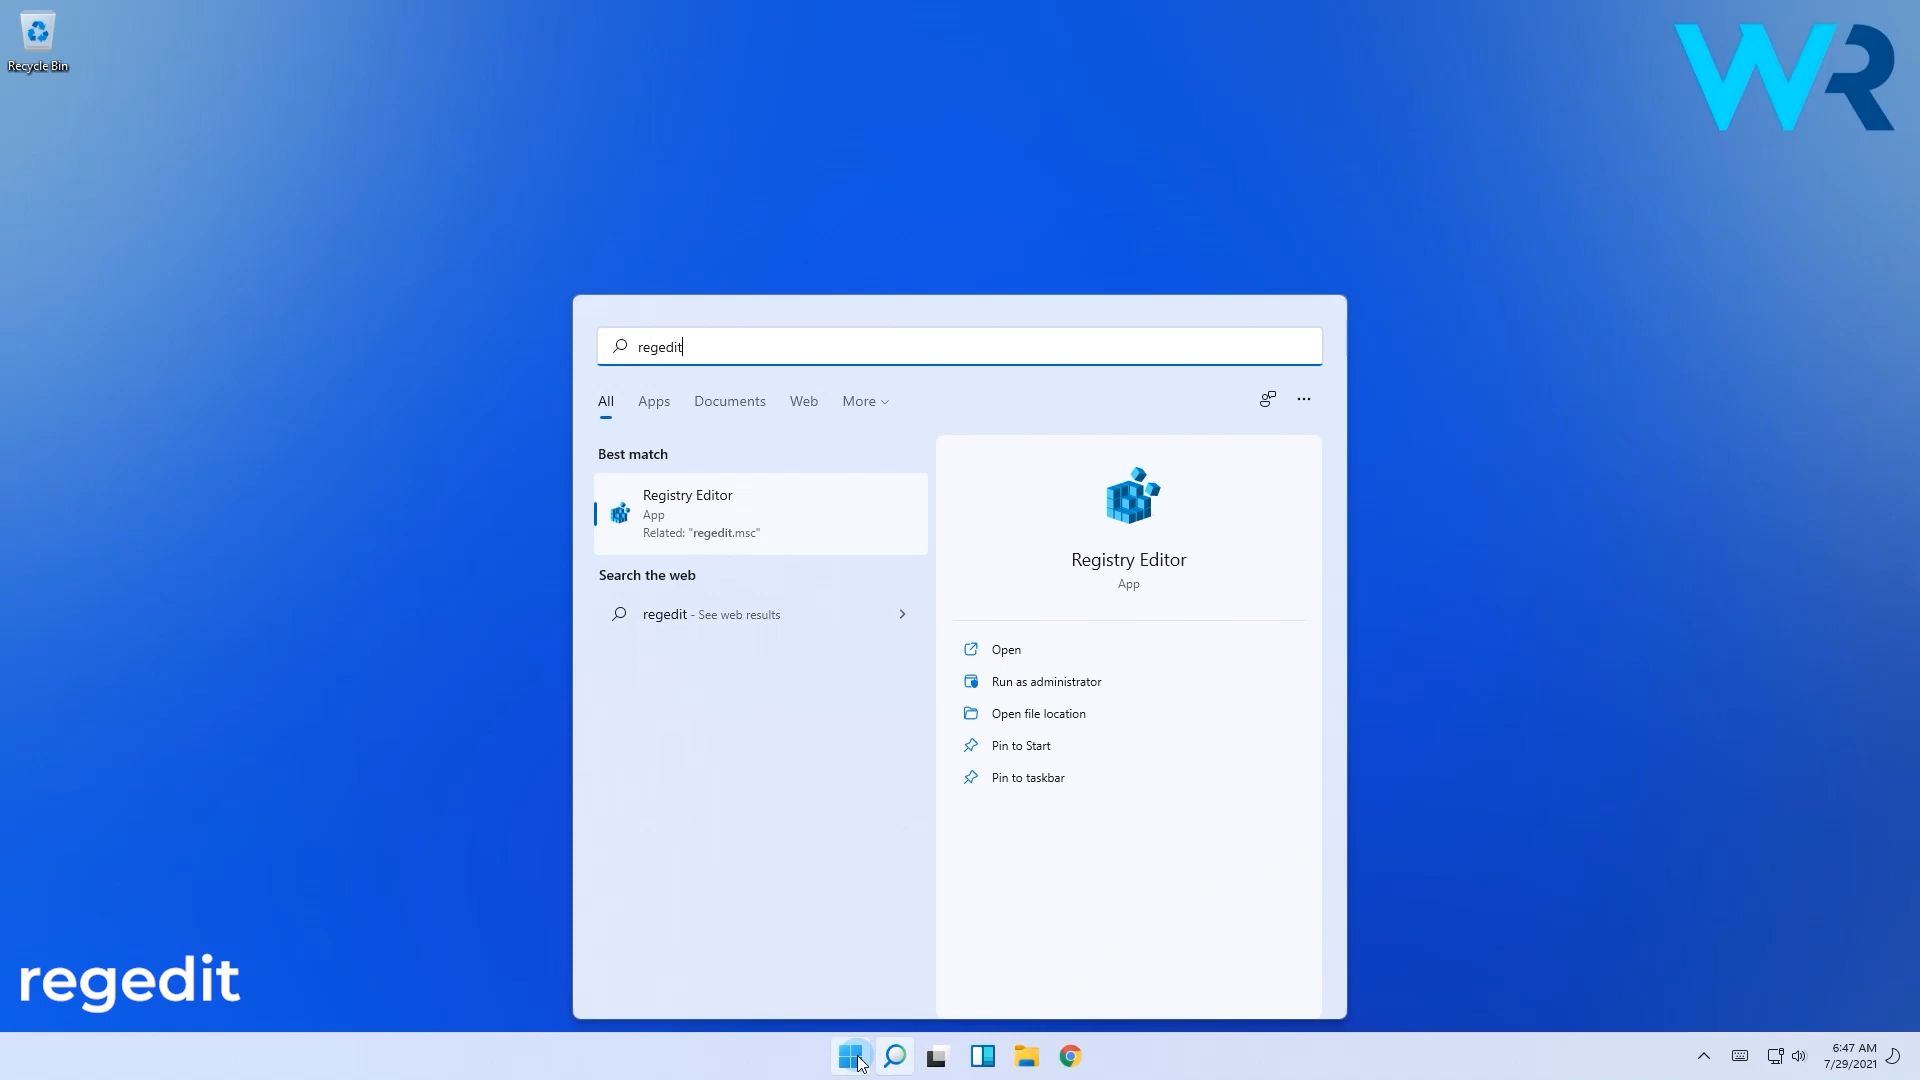 Recycle Bin
WR
regedit
All
Apps
Documents
Web
More
Best match
Registry Editor
App
Related: "regedit.msc"
Search the web
regedit - See web results
Registry Editor
App
Open
Run as administrator
Open file location
Pin to Start
Pin to taskbar
regedit
6:47 AM
7/29/2021